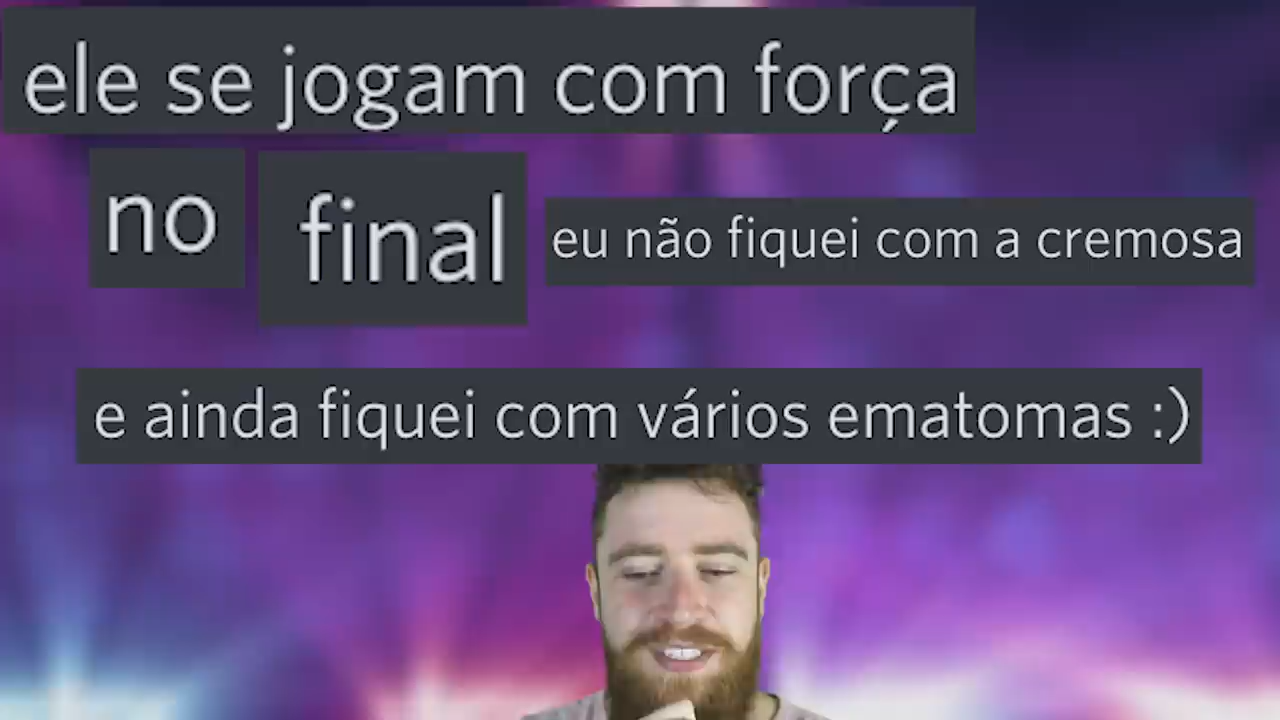 ele se jogam com força
no final eu não fiquei com a cremosa
e ainda fiquei com vários ematomas :)